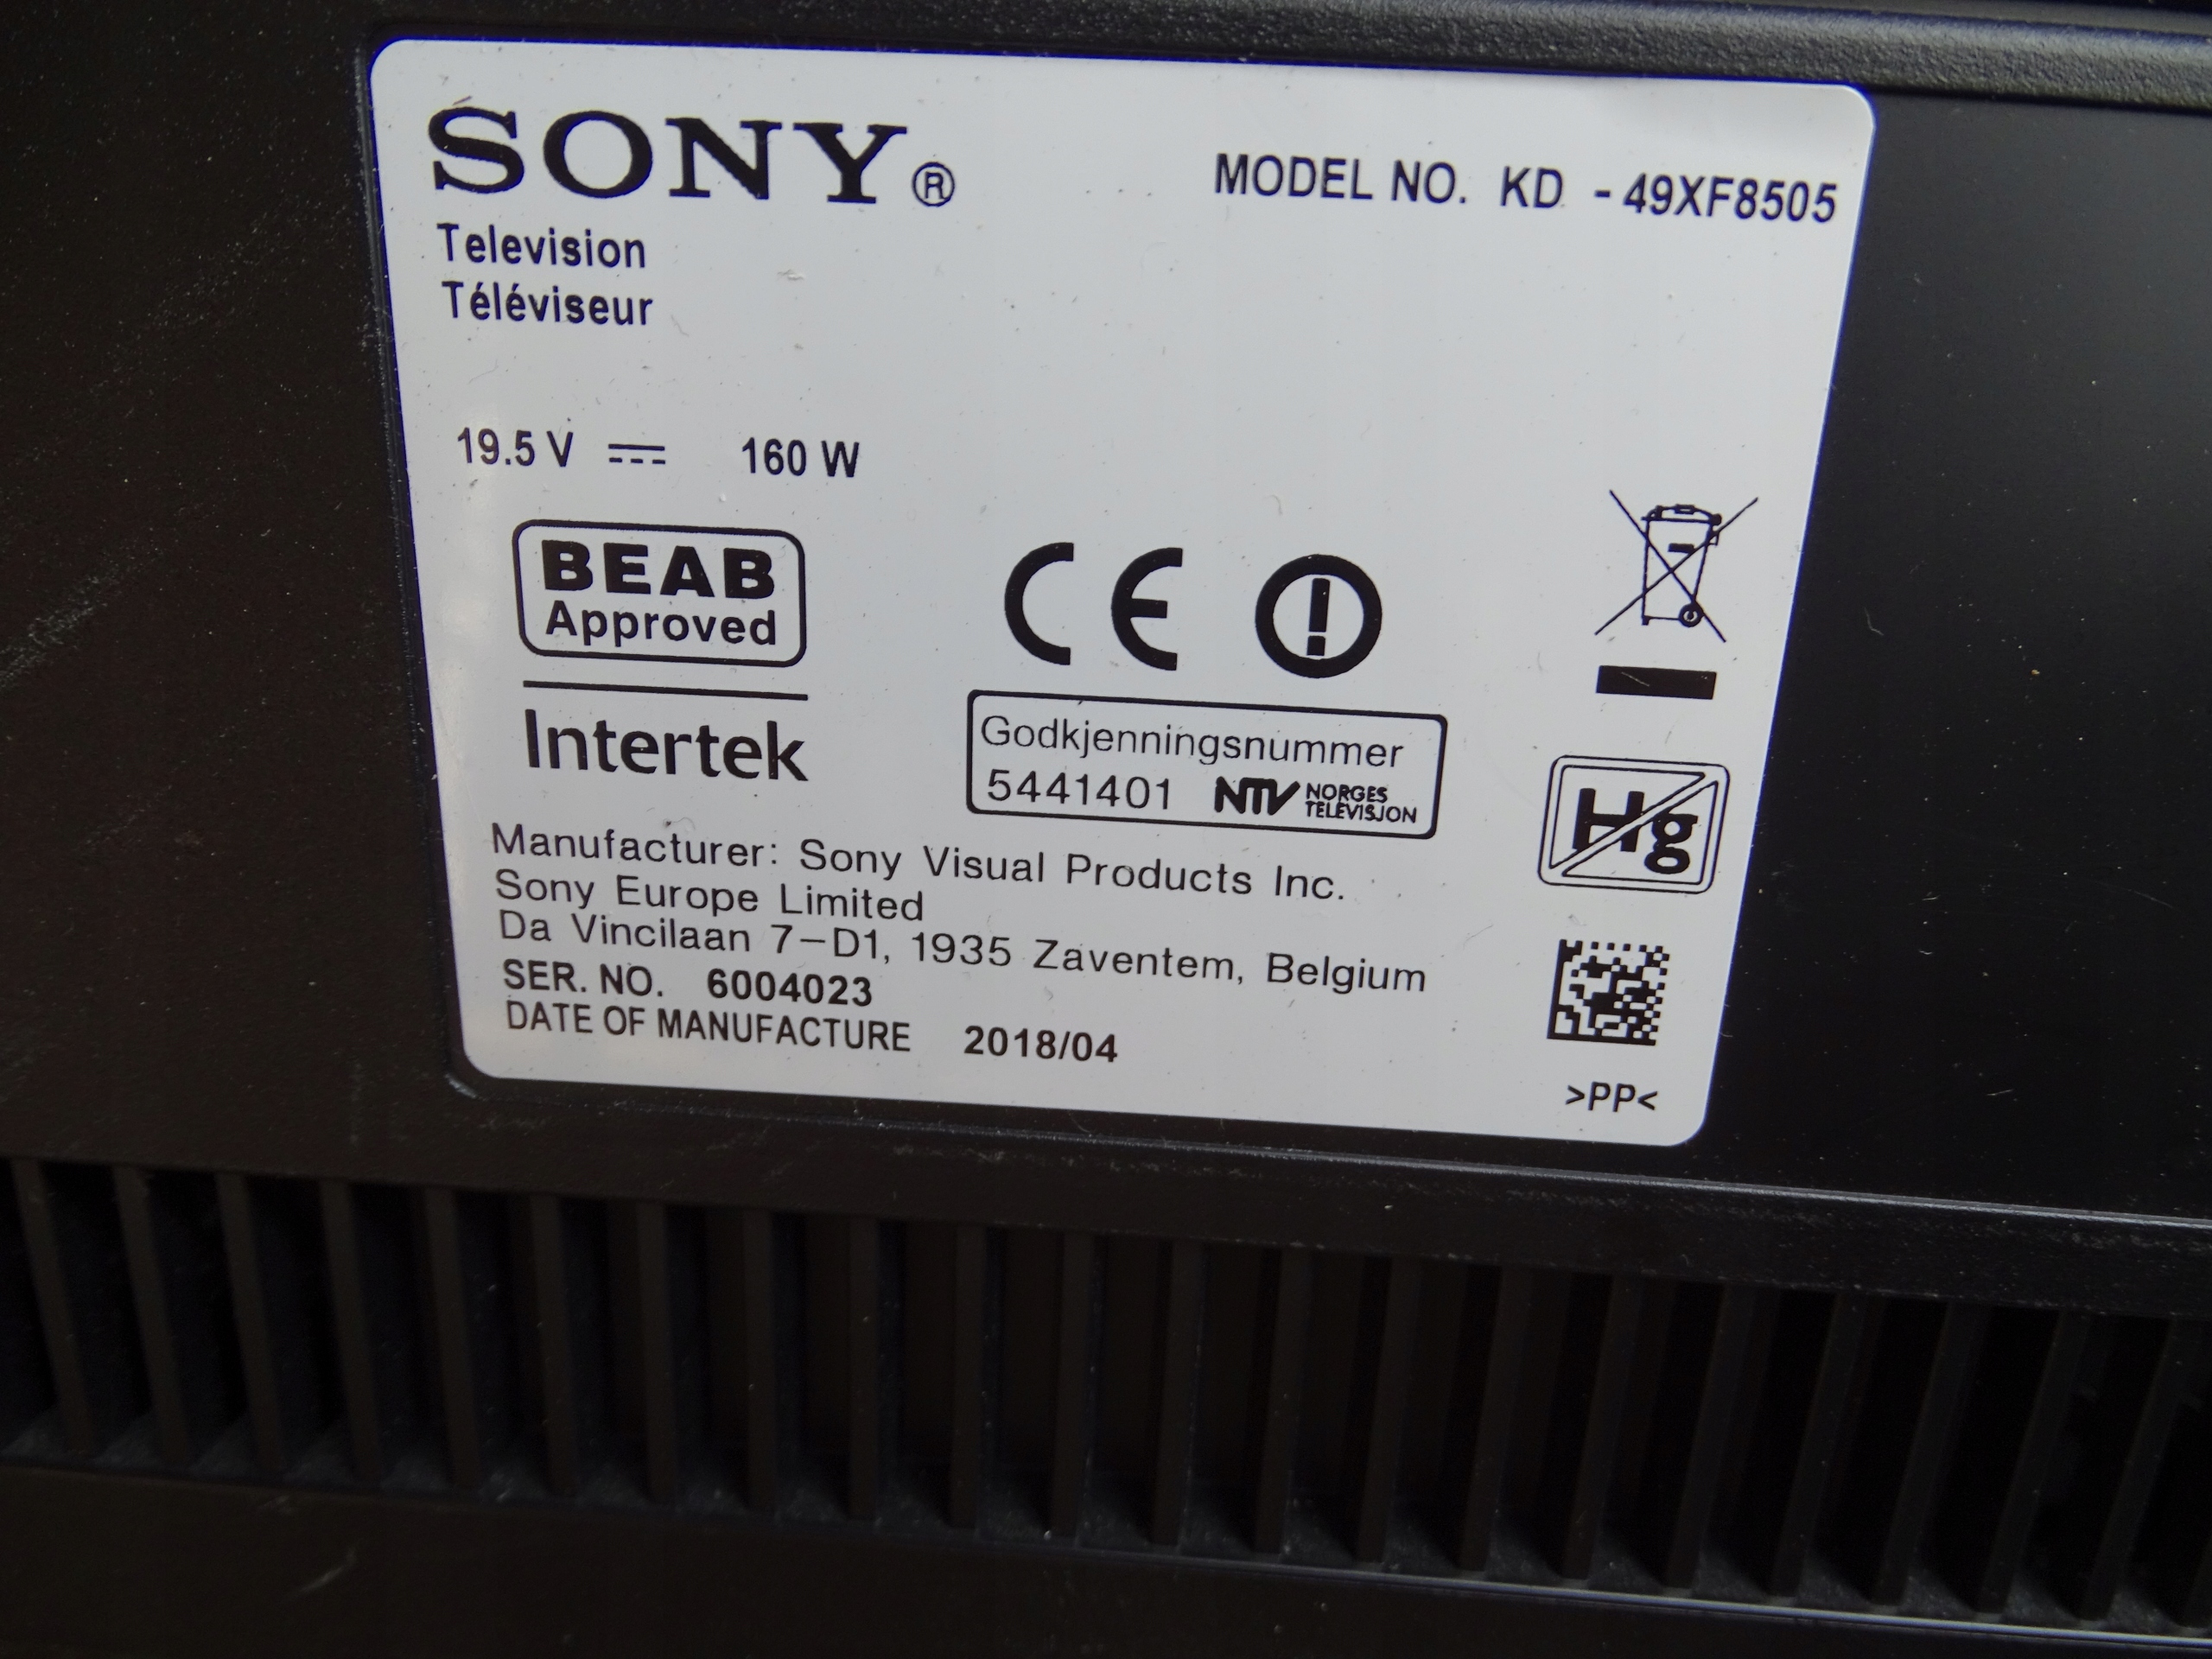 SONY®
MODEL NO. KD -49XF8505
Television
Téléviseur
19.5 V 160 W
BEAB
Approved
Intertek
CE
Godkjenningsnummer
5441401 NTV NORGES TELEVISJON
Hg
Manufacturer: Sony Visual Products Inc.
Sony Europe Limited
Da Vincilaan 7-D1, 1935 Zaventem, Belgium
SER. NO. 6004023
DATE OF MANUFACTURE 2018/04
>PP<